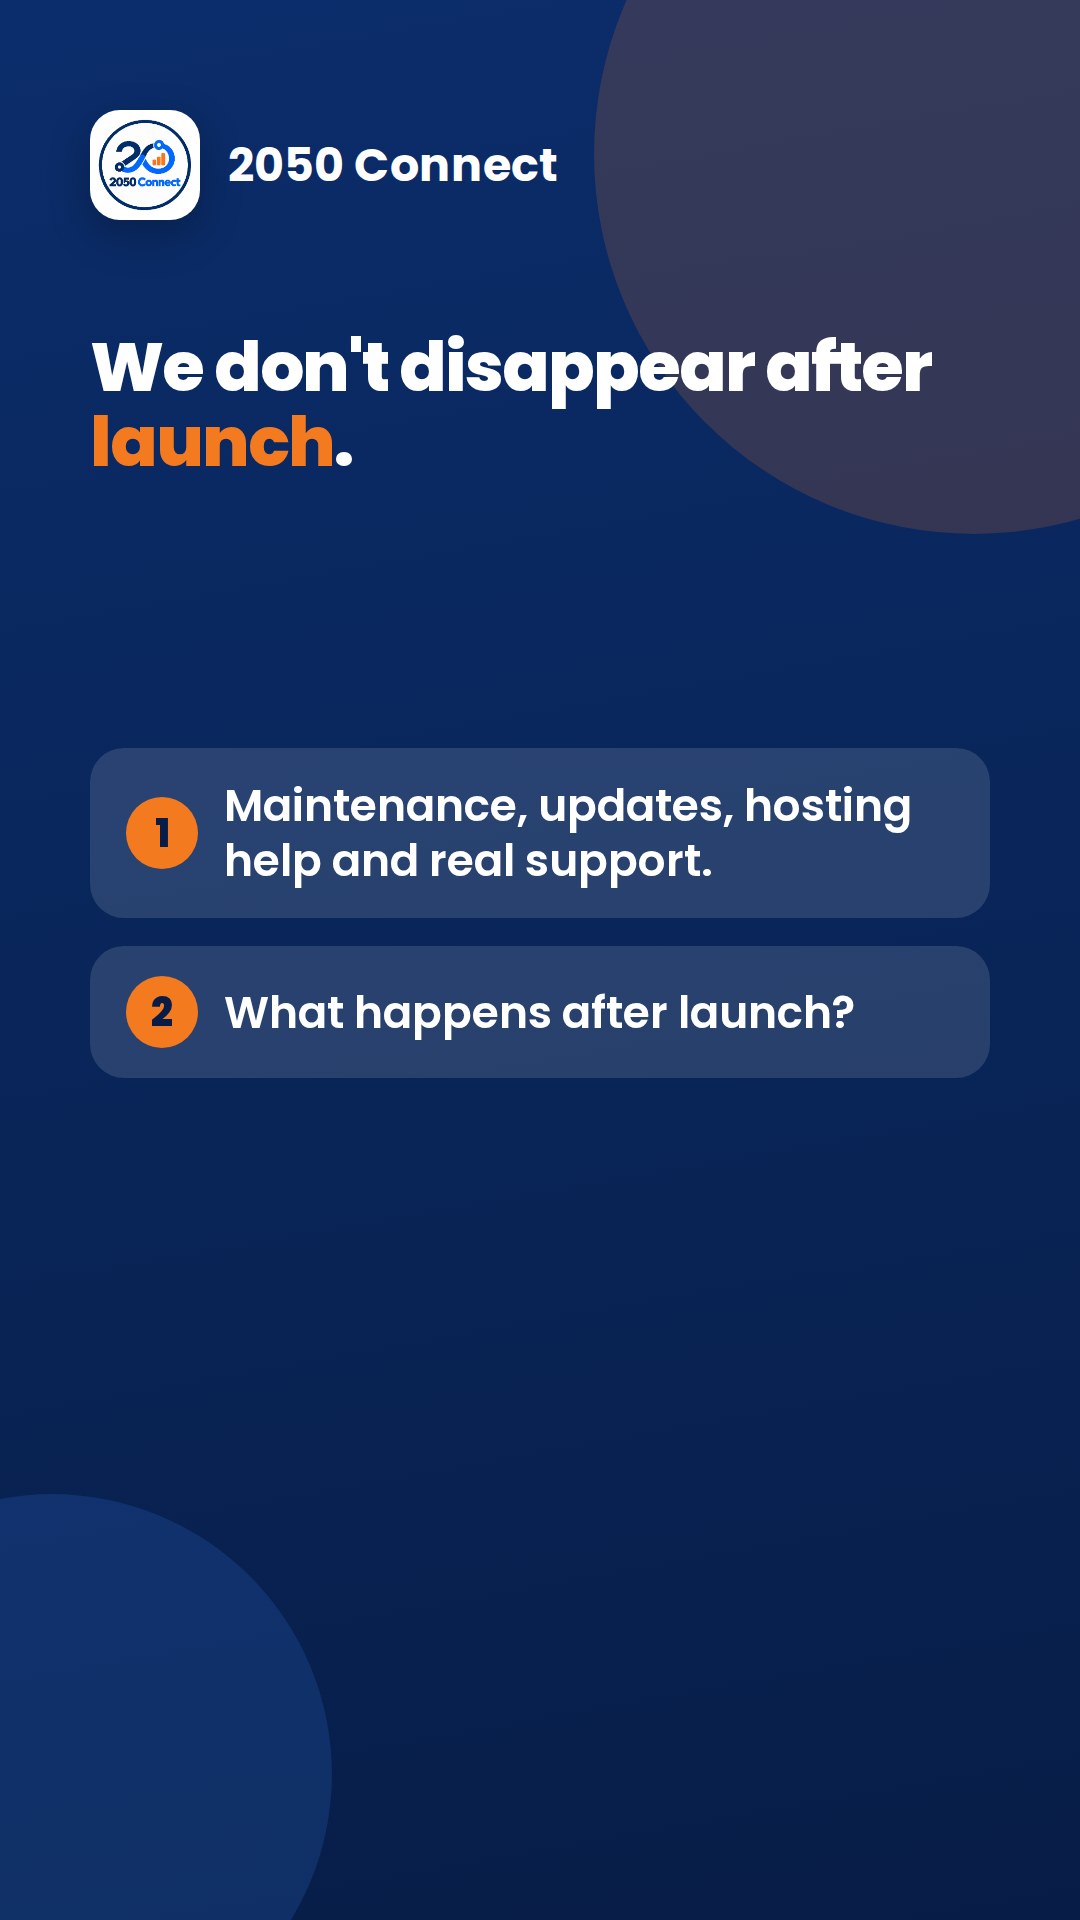 2050 Connect
2050 Connect
We don't disappear after
launch.
1
Maintenance, updates, hosting
help and real support.
2
What happens after launch?